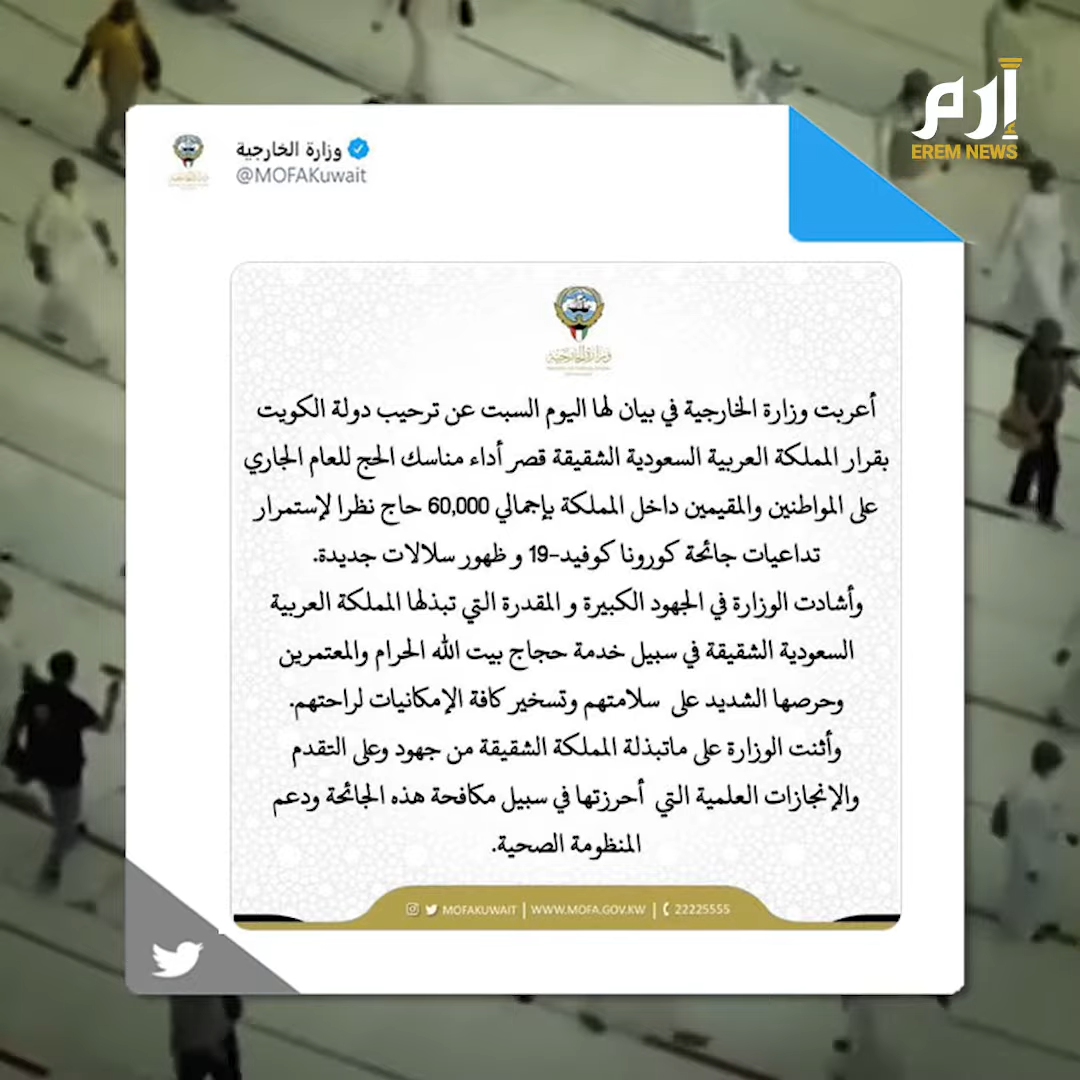 إرم
EREM NEWS
وزارة الخارجية
@MOFAKuwait
وزارة الخارجية
أعربت وزارة الخارجية في بيان لها اليوم السبت عن ترحيب دولة الكويت
بقرار المملكة العربية السعودية الشقيقة قصر أداء مناسك الحج للعام الجاري
على المواطنين والمقيمين داخل المملكة بإجمالي 60,000 حاج نظرا لإستمرار
تداعيات جائحة كورونا كوفيد-19 و ظهور سلالات جديدة.
وأشادت الوزارة في الجهود الكبيرة و المقدرة التي تبذلها المملكة العربية
السعودية الشقيقة في سبيل خدمة حجاج بيت الله الحرام والمعتمرين
وحرصها الشديد على سلامتهم وتسخير كافة الإمكانيات لراحتهم.
وأثنت الوزارة على ماتبذلة المملكة الشقيقة من جهود وعلى التقدم
والإنجازات العلمية التي أحرزتها في سبيل مكافحة هذه الجائحة ودعم
المنظومة الصحية.
MOFAKUWAIT | WWW.MOFA.GOV.KW | 22225555